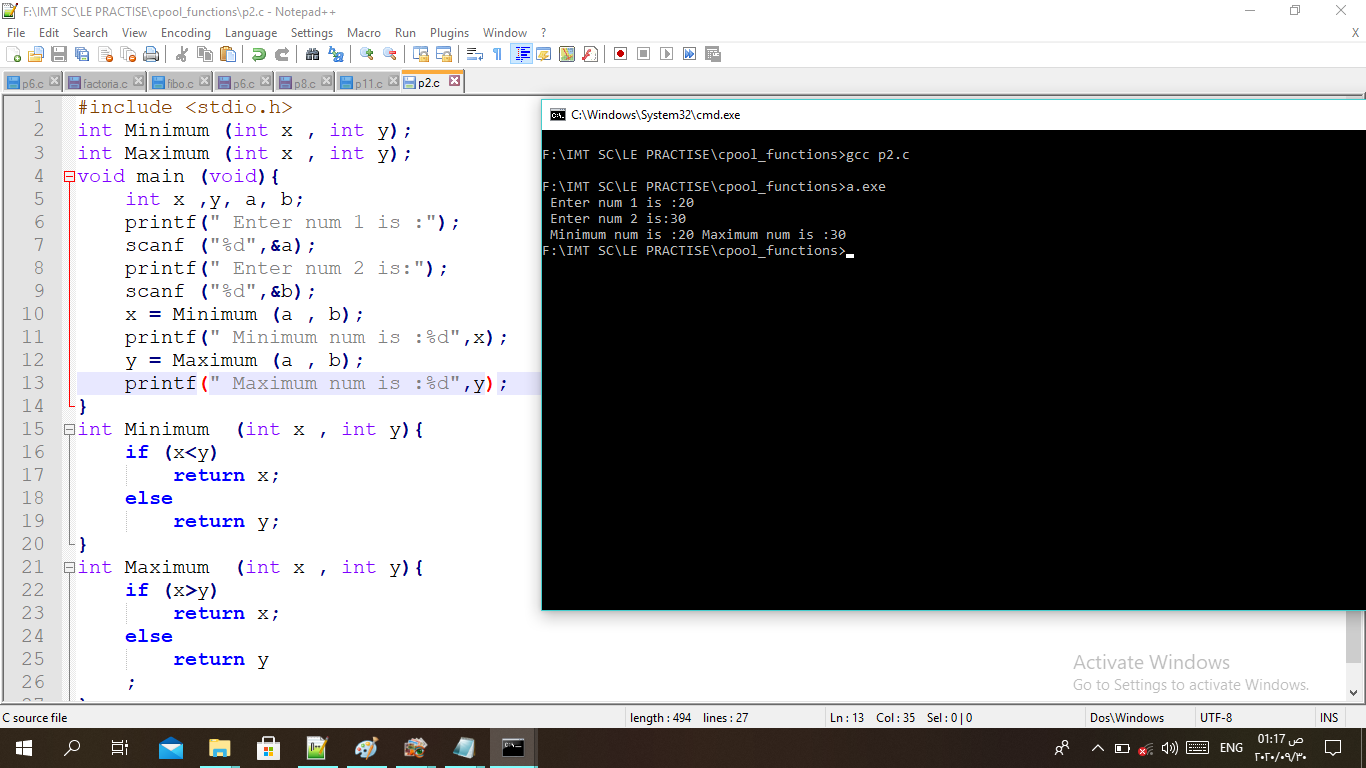 F:\IMT SC\LE PRACTISE\cpool_functions\p2.c - Notepad++
File Edit Search View Encoding Language Settings Macro Run Plugins Window ? X
p6.c factoria.c fibo.c p6.c p8.c p11.c p2.c
1 #include <stdio.h>
2 int Minimum (int x , int y);
3 int Maximum (int x , int y);
4 void main (void){
5 int x ,y, a, b;
6 printf(" Enter num 1 is :");
7 scanf ("%d",&a);
8 printf(" Enter num 2 is:");
9 scanf ("%d",&b);
10 x = Minimum (a , b);
11 printf(" Minimum num is :%d",x);
12 y = Maximum (a , b);
13 printf(" Maximum num is :%d",y);
14 }
15 int Minimum  (int x , int y){
16 if (x<y)
17 return x;
18 else
19 return y;
20 }
21 int Maximum  (int x , int y){
22 if (x>y)
23 return x;
24 else
25 return y
26 ;
C:\Windows\System32\cmd.exe
F:\IMT SC\LE PRACTISE\cpool_functions>gcc p2.c
F:\IMT SC\LE PRACTISE\cpool_functions>a.exe
Enter num 1 is :20
Enter num 2 is:30
Minimum num is :20 Maximum num is :30
F:\IMT SC\LE PRACTISE\cpool_functions>
Activate Windows
Go to Settings to activate Windows.
C source file length : 494 lines : 27 Ln : 13 Col : 35 Sel : 0 | 0 Dos\Windows UTF-8 INS
ENG
01:17 ص
٢٠٢٠/٠٩/٣٠